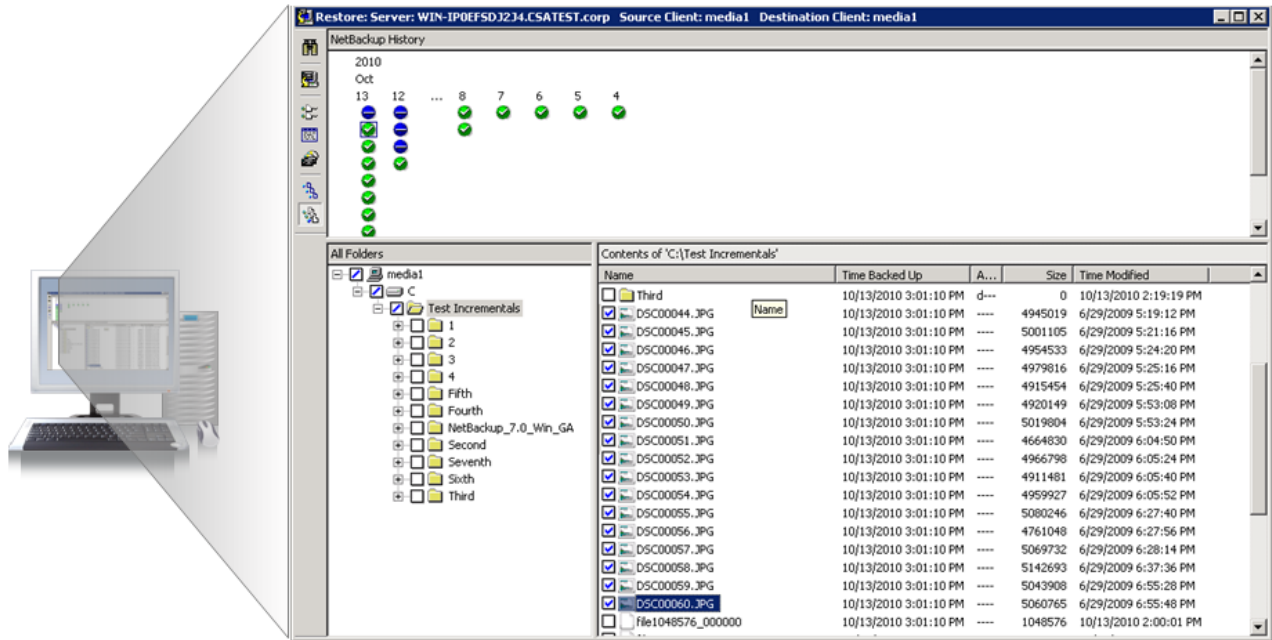 Restore: Server: WIN-IP0EFSDJ2J4.CSATEST.corp Source Client: media1 Destination Client: media1
NetBackup History
2010
Oct
13 12 ... 8 7 6 5 4
All Folders
media1
C
Test Incrementals
1
2
3
4
Fifth
Fourth
NetBackup_7.0_Win_GA
Second
Seventh
Sixth
Third
Contents of 'C:\Test Incrementals'
Name Time Backed Up A... Size Time Modified
Third 10/13/2010 3:01:10 PM d--- 0 10/13/2010 2:19:19 PM
Name
DSC00044.JPG 10/13/2010 3:01:10 PM ---- 4945019 6/29/2009 5:19:12 PM
DSC00045.JPG 10/13/2010 3:01:10 PM ---- 5001105 6/29/2009 5:21:16 PM
DSC00046.JPG 10/13/2010 3:01:10 PM ---- 4954533 6/29/2009 5:24:20 PM
DSC00047.JPG 10/13/2010 3:01:10 PM ---- 4979816 6/29/2009 5:25:16 PM
DSC00048.JPG 10/13/2010 3:01:10 PM ---- 4915454 6/29/2009 5:25:40 PM
DSC00049.JPG 10/13/2010 3:01:10 PM ---- 4920149 6/29/2009 5:53:08 PM
DSC00050.JPG 10/13/2010 3:01:10 PM ---- 5019804 6/29/2009 5:53:24 PM
DSC00051.JPG 10/13/2010 3:01:10 PM ---- 4664830 6/29/2009 6:04:50 PM
DSC00052.JPG 10/13/2010 3:01:10 PM ---- 4966798 6/29/2009 6:05:24 PM
DSC00053.JPG 10/13/2010 3:01:10 PM ---- 4911481 6/29/2009 6:05:40 PM
DSC00054.JPG 10/13/2010 3:01:10 PM ---- 4959927 6/29/2009 6:05:52 PM
DSC00055.JPG 10/13/2010 3:01:10 PM ---- 5080246 6/29/2009 6:27:40 PM
DSC00056.JPG 10/13/2010 3:01:10 PM ---- 4761048 6/29/2009 6:27:56 PM
DSC00057.JPG 10/13/2010 3:01:10 PM ---- 5069732 6/29/2009 6:28:14 PM
DSC00058.JPG 10/13/2010 3:01:10 PM ---- 5142693 6/29/2009 6:37:36 PM
DSC00059.JPG 10/13/2010 3:01:10 PM ---- 5043908 6/29/2009 6:55:28 PM
DSC00060.JPG 10/13/2010 3:01:10 PM ---- 5060765 6/29/2009 6:55:48 PM
file1048576_000000 10/13/2010 3:01:10 PM ---- 1048576 10/13/2010 2:00:01 PM